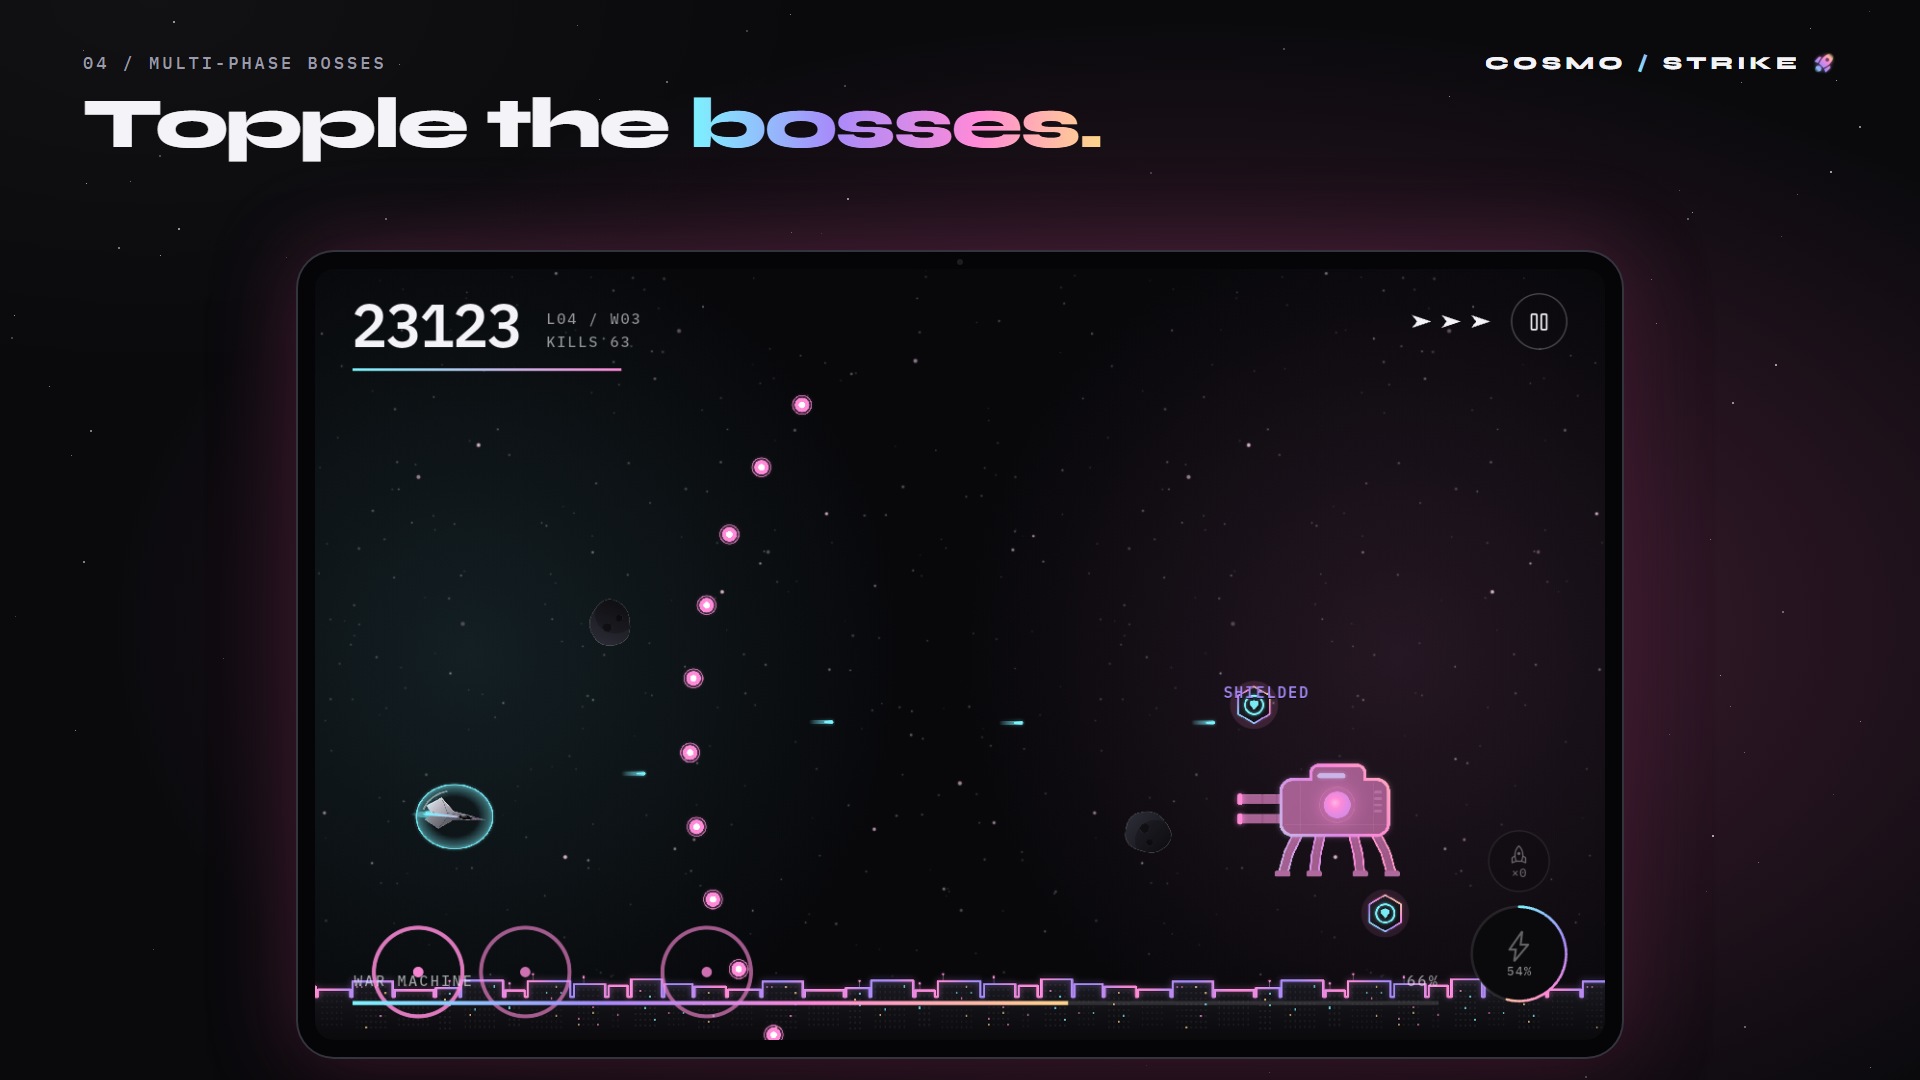 04 / MULTI-PHASE BOSSES
COSMO / STRIKE
Topple the bosses.
23123
L04 / W03
KILLS 63
SHIELDED
×0
54%
WAR MACHINE
66%